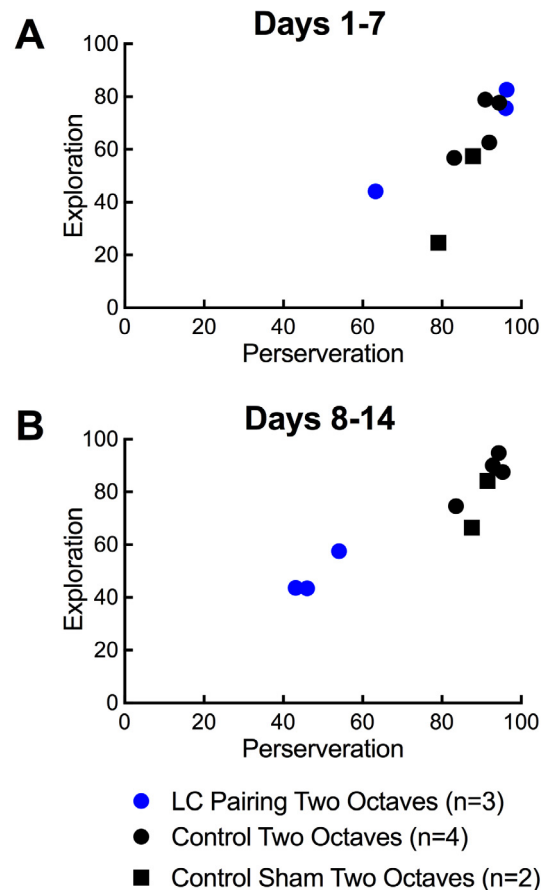 A
Days 1-7
100
80
60
40
20
0
Exploration
0 20 40 60 80 100
Perserveration
B
Days 8-14
100
80
60
40
20
0
Exploration
0 20 40 60 80 100
Perserveration
LC Pairing Two Octaves (n=3)
Control Two Octaves (n=4)
Control Sham Two Octaves (n=2)